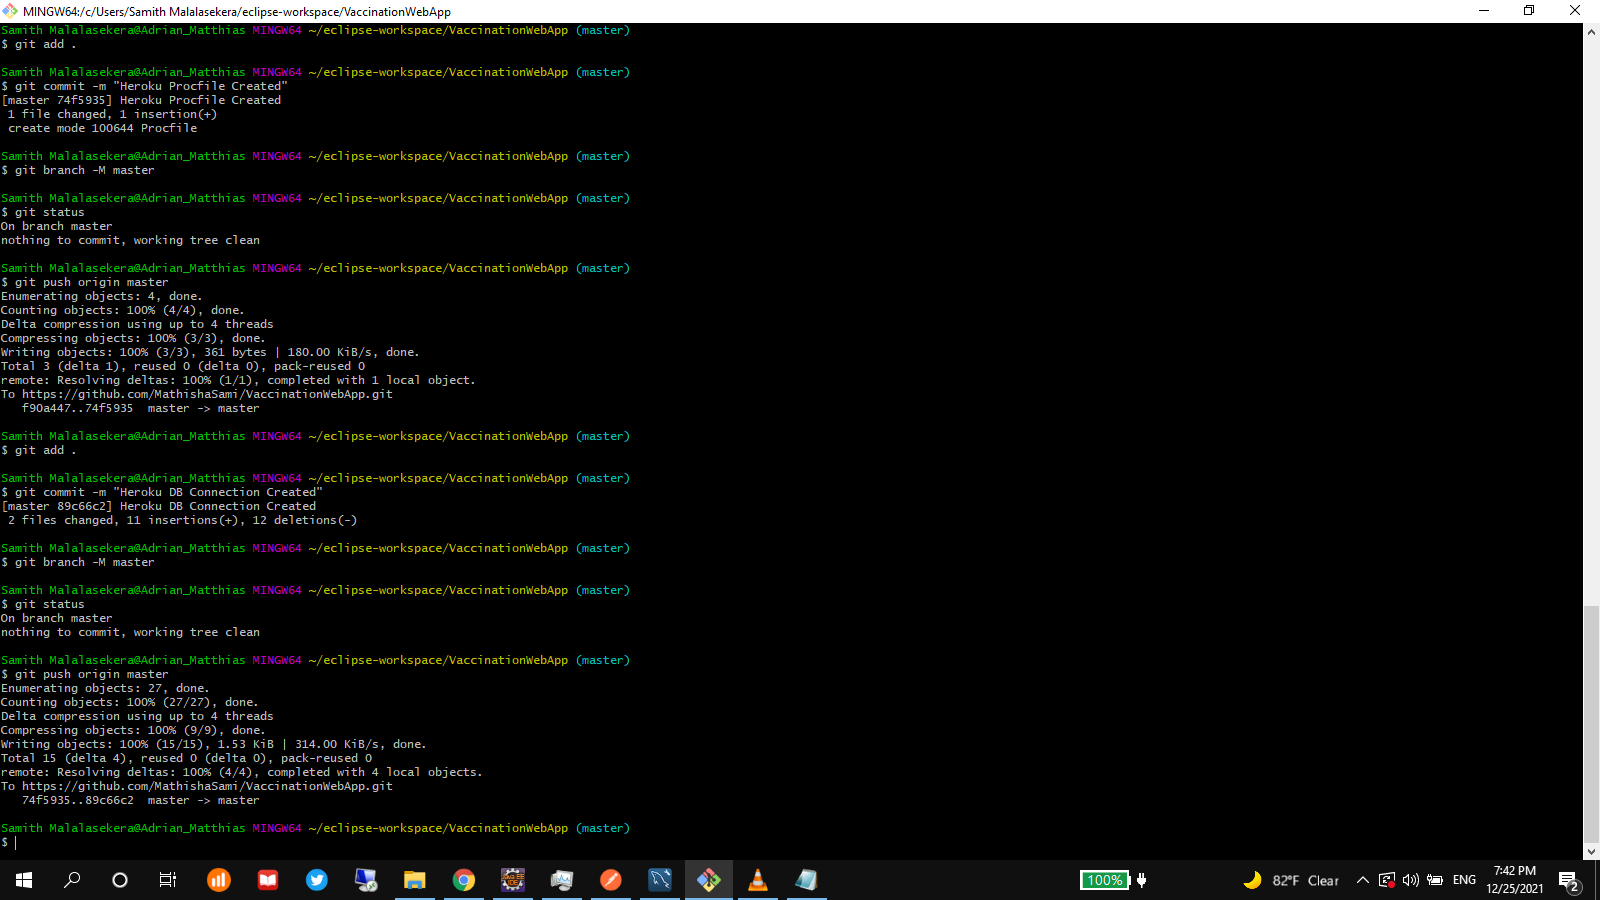 MINGW64:/c/Users/Samith Malalasekera/eclipse-workspace/VaccinationWebApp
Samith Malalasekera@Adrian_Matthias MINGW64 ~/eclipse-workspace/VaccinationWebApp (master)
$ git add .
Samith Malalasekera@Adrian_Matthias MINGW64 ~/eclipse-workspace/VaccinationWebApp (master)
$ git commit -m "Heroku Procfile Created"
[master 74f5935] Heroku Procfile Created
1 file changed, 1 insertion(+)
create mode 100644 Procfile
Samith Malalasekera@Adrian_Matthias MINGW64 ~/eclipse-workspace/VaccinationWebApp (master)
$ git branch -M master
Samith Malalasekera@Adrian_Matthias MINGW64 ~/eclipse-workspace/VaccinationWebApp (master)
$ git status
On branch master
nothing to commit, working tree clean
Samith Malalasekera@Adrian_Matthias MINGW64 ~/eclipse-workspace/VaccinationWebApp (master)
$ git push origin master
Enumerating objects: 4, done.
Counting objects: 100% (4/4), done.
Delta compression using up to 4 threads
Compressing objects: 100% (3/3), done.
Writing objects: 100% (3/3), 361 bytes | 180.00 KiB/s, done.
Total 3 (delta 1), reused 0 (delta 0), pack-reused 0
remote: Resolving deltas: 100% (1/1), completed with 1 local object.
To https://github.com/MathishaSami/VaccinationWebApp.git
f90a447..74f5935  master -> master
Samith Malalasekera@Adrian_Matthias MINGW64 ~/eclipse-workspace/VaccinationWebApp (master)
$ git add .
Samith Malalasekera@Adrian_Matthias MINGW64 ~/eclipse-workspace/VaccinationWebApp (master)
$ git commit -m "Heroku DB Connection Created"
[master 89c66c2] Heroku DB Connection Created
2 files changed, 11 insertions(+), 12 deletions(-)
Samith Malalasekera@Adrian_Matthias MINGW64 ~/eclipse-workspace/VaccinationWebApp (master)
$ git branch -M master
Samith Malalasekera@Adrian_Matthias MINGW64 ~/eclipse-workspace/VaccinationWebApp (master)
$ git status
On branch master
nothing to commit, working tree clean
Samith Malalasekera@Adrian_Matthias MINGW64 ~/eclipse-workspace/VaccinationWebApp (master)
$ git push origin master
Enumerating objects: 27, done.
Counting objects: 100% (27/27), done.
Delta compression using up to 4 threads
Compressing objects: 100% (9/9), done.
Writing objects: 100% (15/15), 1.53 KiB | 314.00 KiB/s, done.
Total 15 (delta 4), reused 0 (delta 0), pack-reused 0
remote: Resolving deltas: 100% (4/4), completed with 4 local objects.
To https://github.com/MathishaSami/VaccinationWebApp.git
74f5935..89c66c2  master -> master
Samith Malalasekera@Adrian_Matthias MINGW64 ~/eclipse-workspace/VaccinationWebApp (master)
$
100% 82°F Clear ENG 7:42 PM
12/25/2021
2